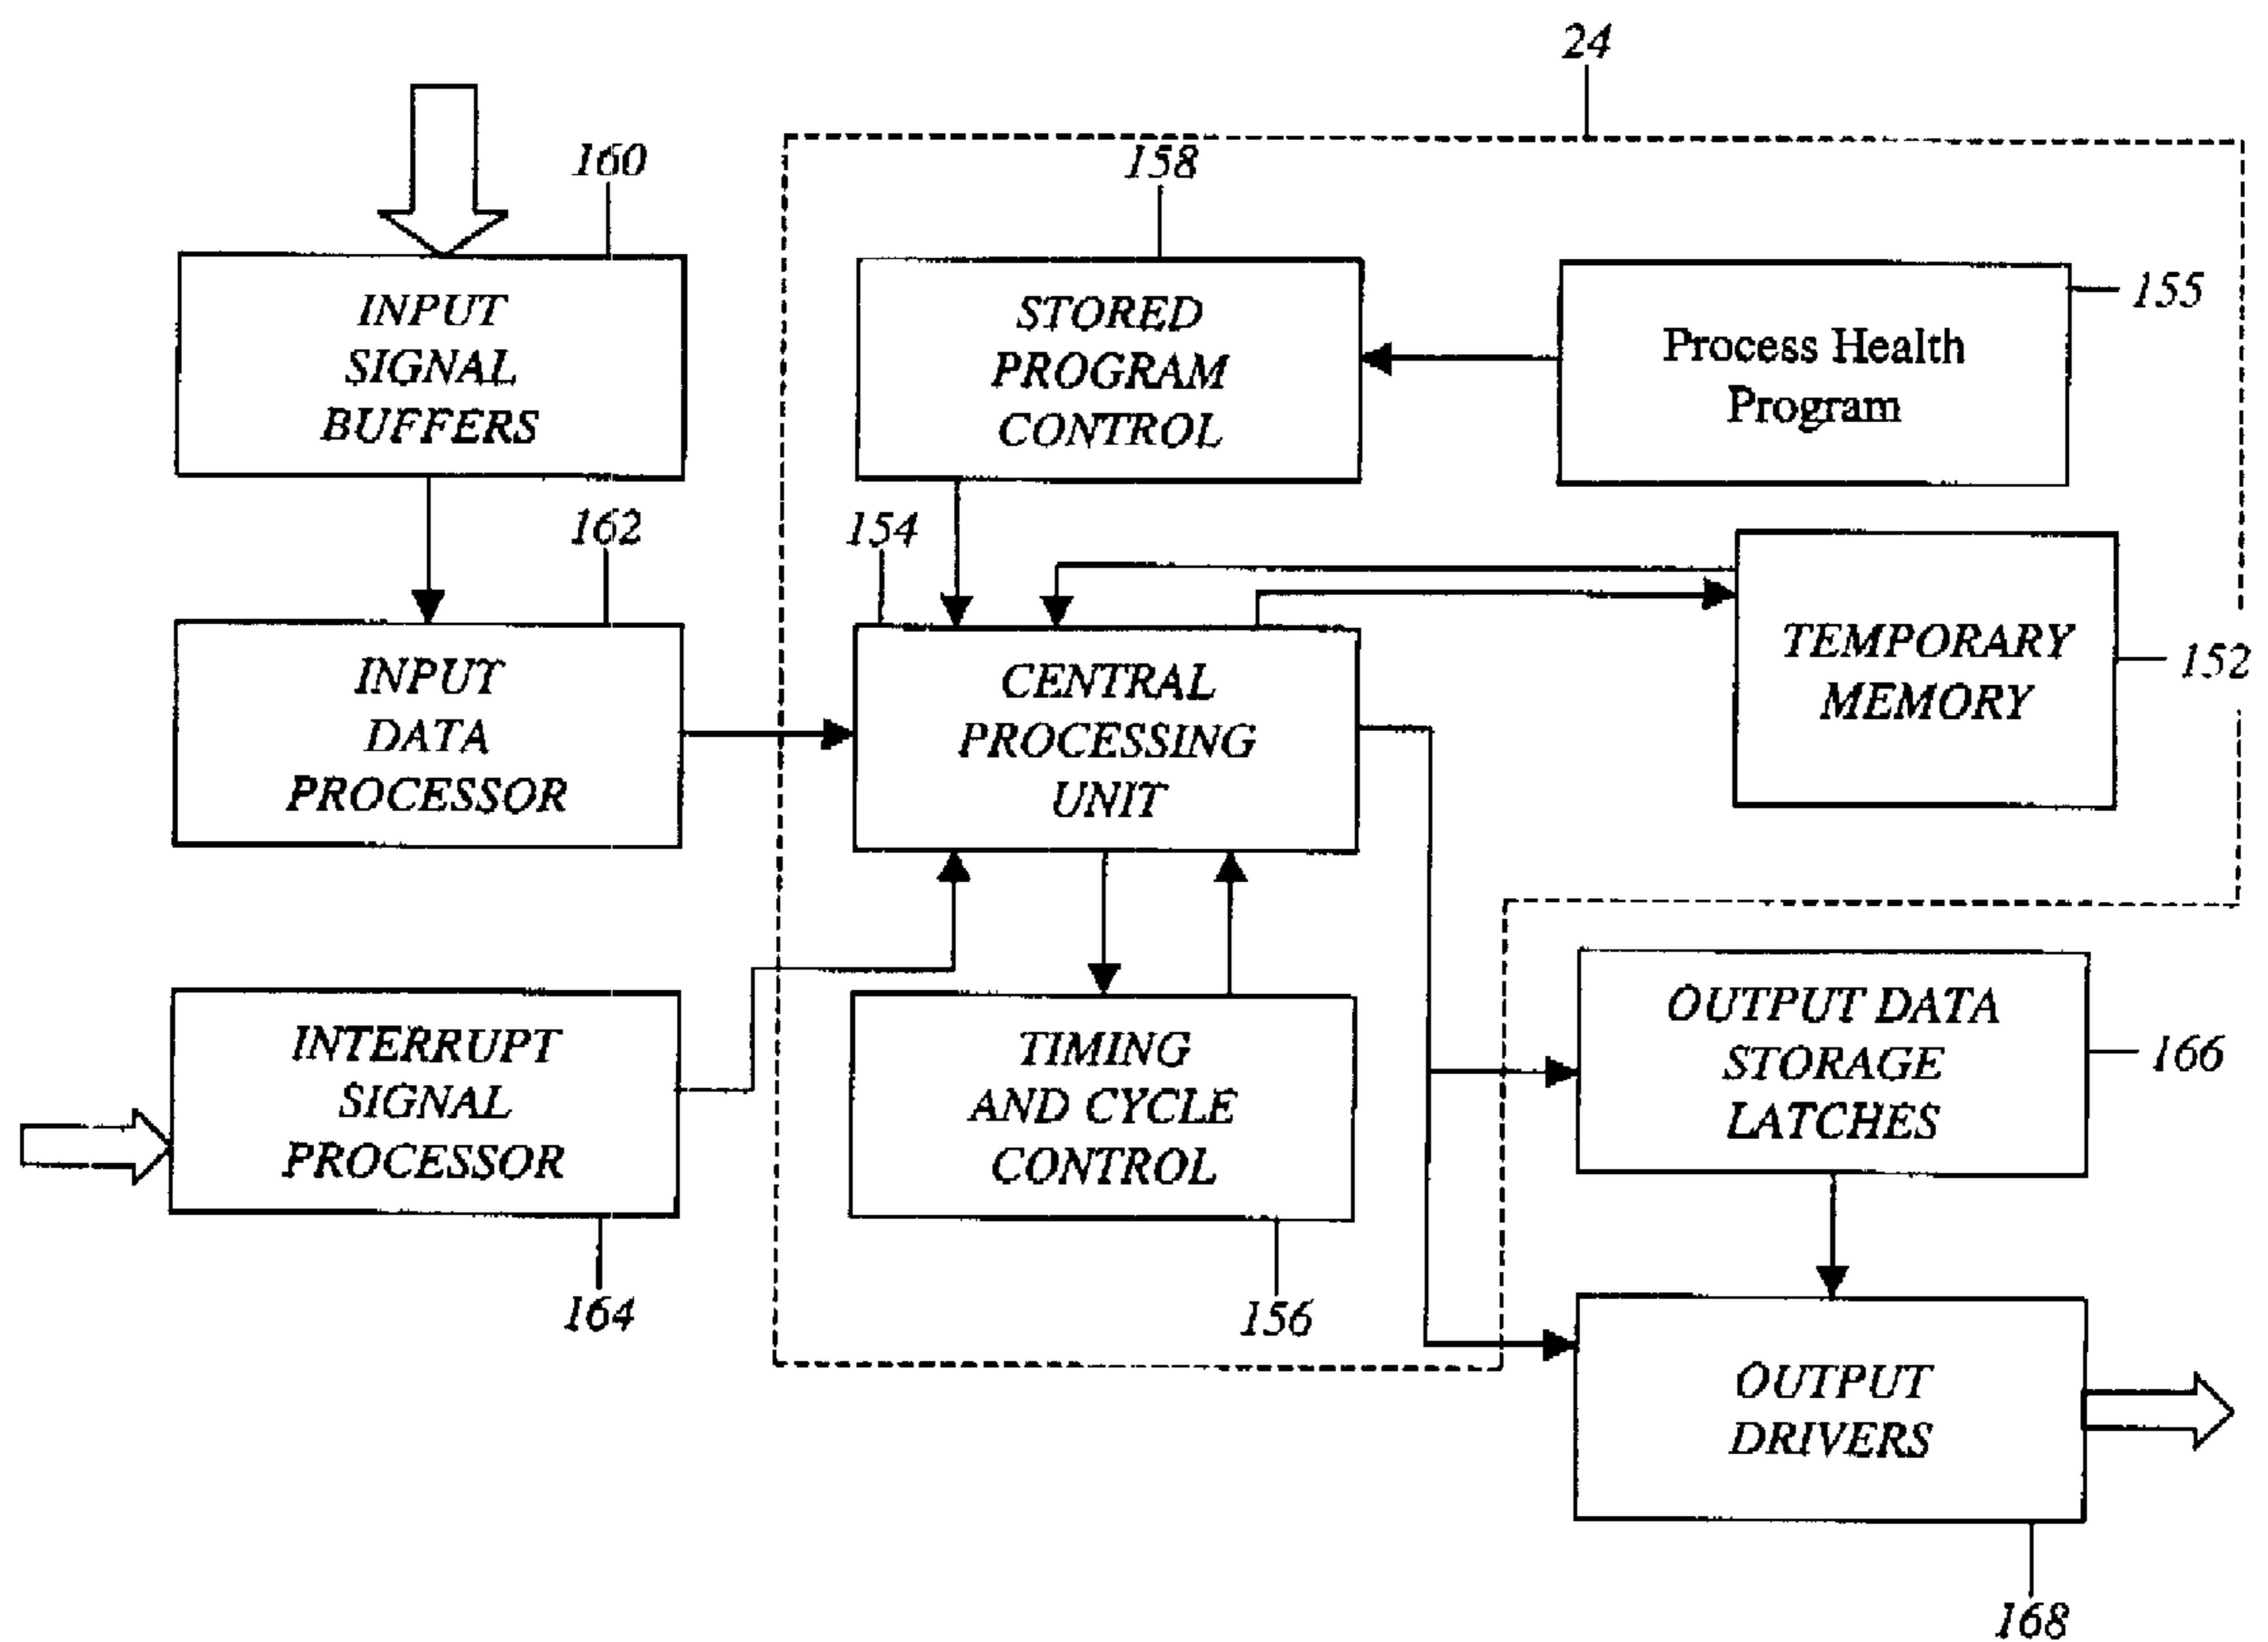 24
160
158
INPUT
SIGNAL
BUFFERS
STORED
PROGRAM
CONTROL
Process Health
Program
155
162
154
INPUT
DATA
PROCESSOR
CENTRAL
PROCESSING
UNIT
TEMPORARY
MEMORY
152
INTERRUPT
SIGNAL
PROCESSOR
164
TIMING
AND CYCLE
CONTROL
156
OUTPUT DATA
STORAGE
LATCHES
166
OUTPUT
DRIVERS
168